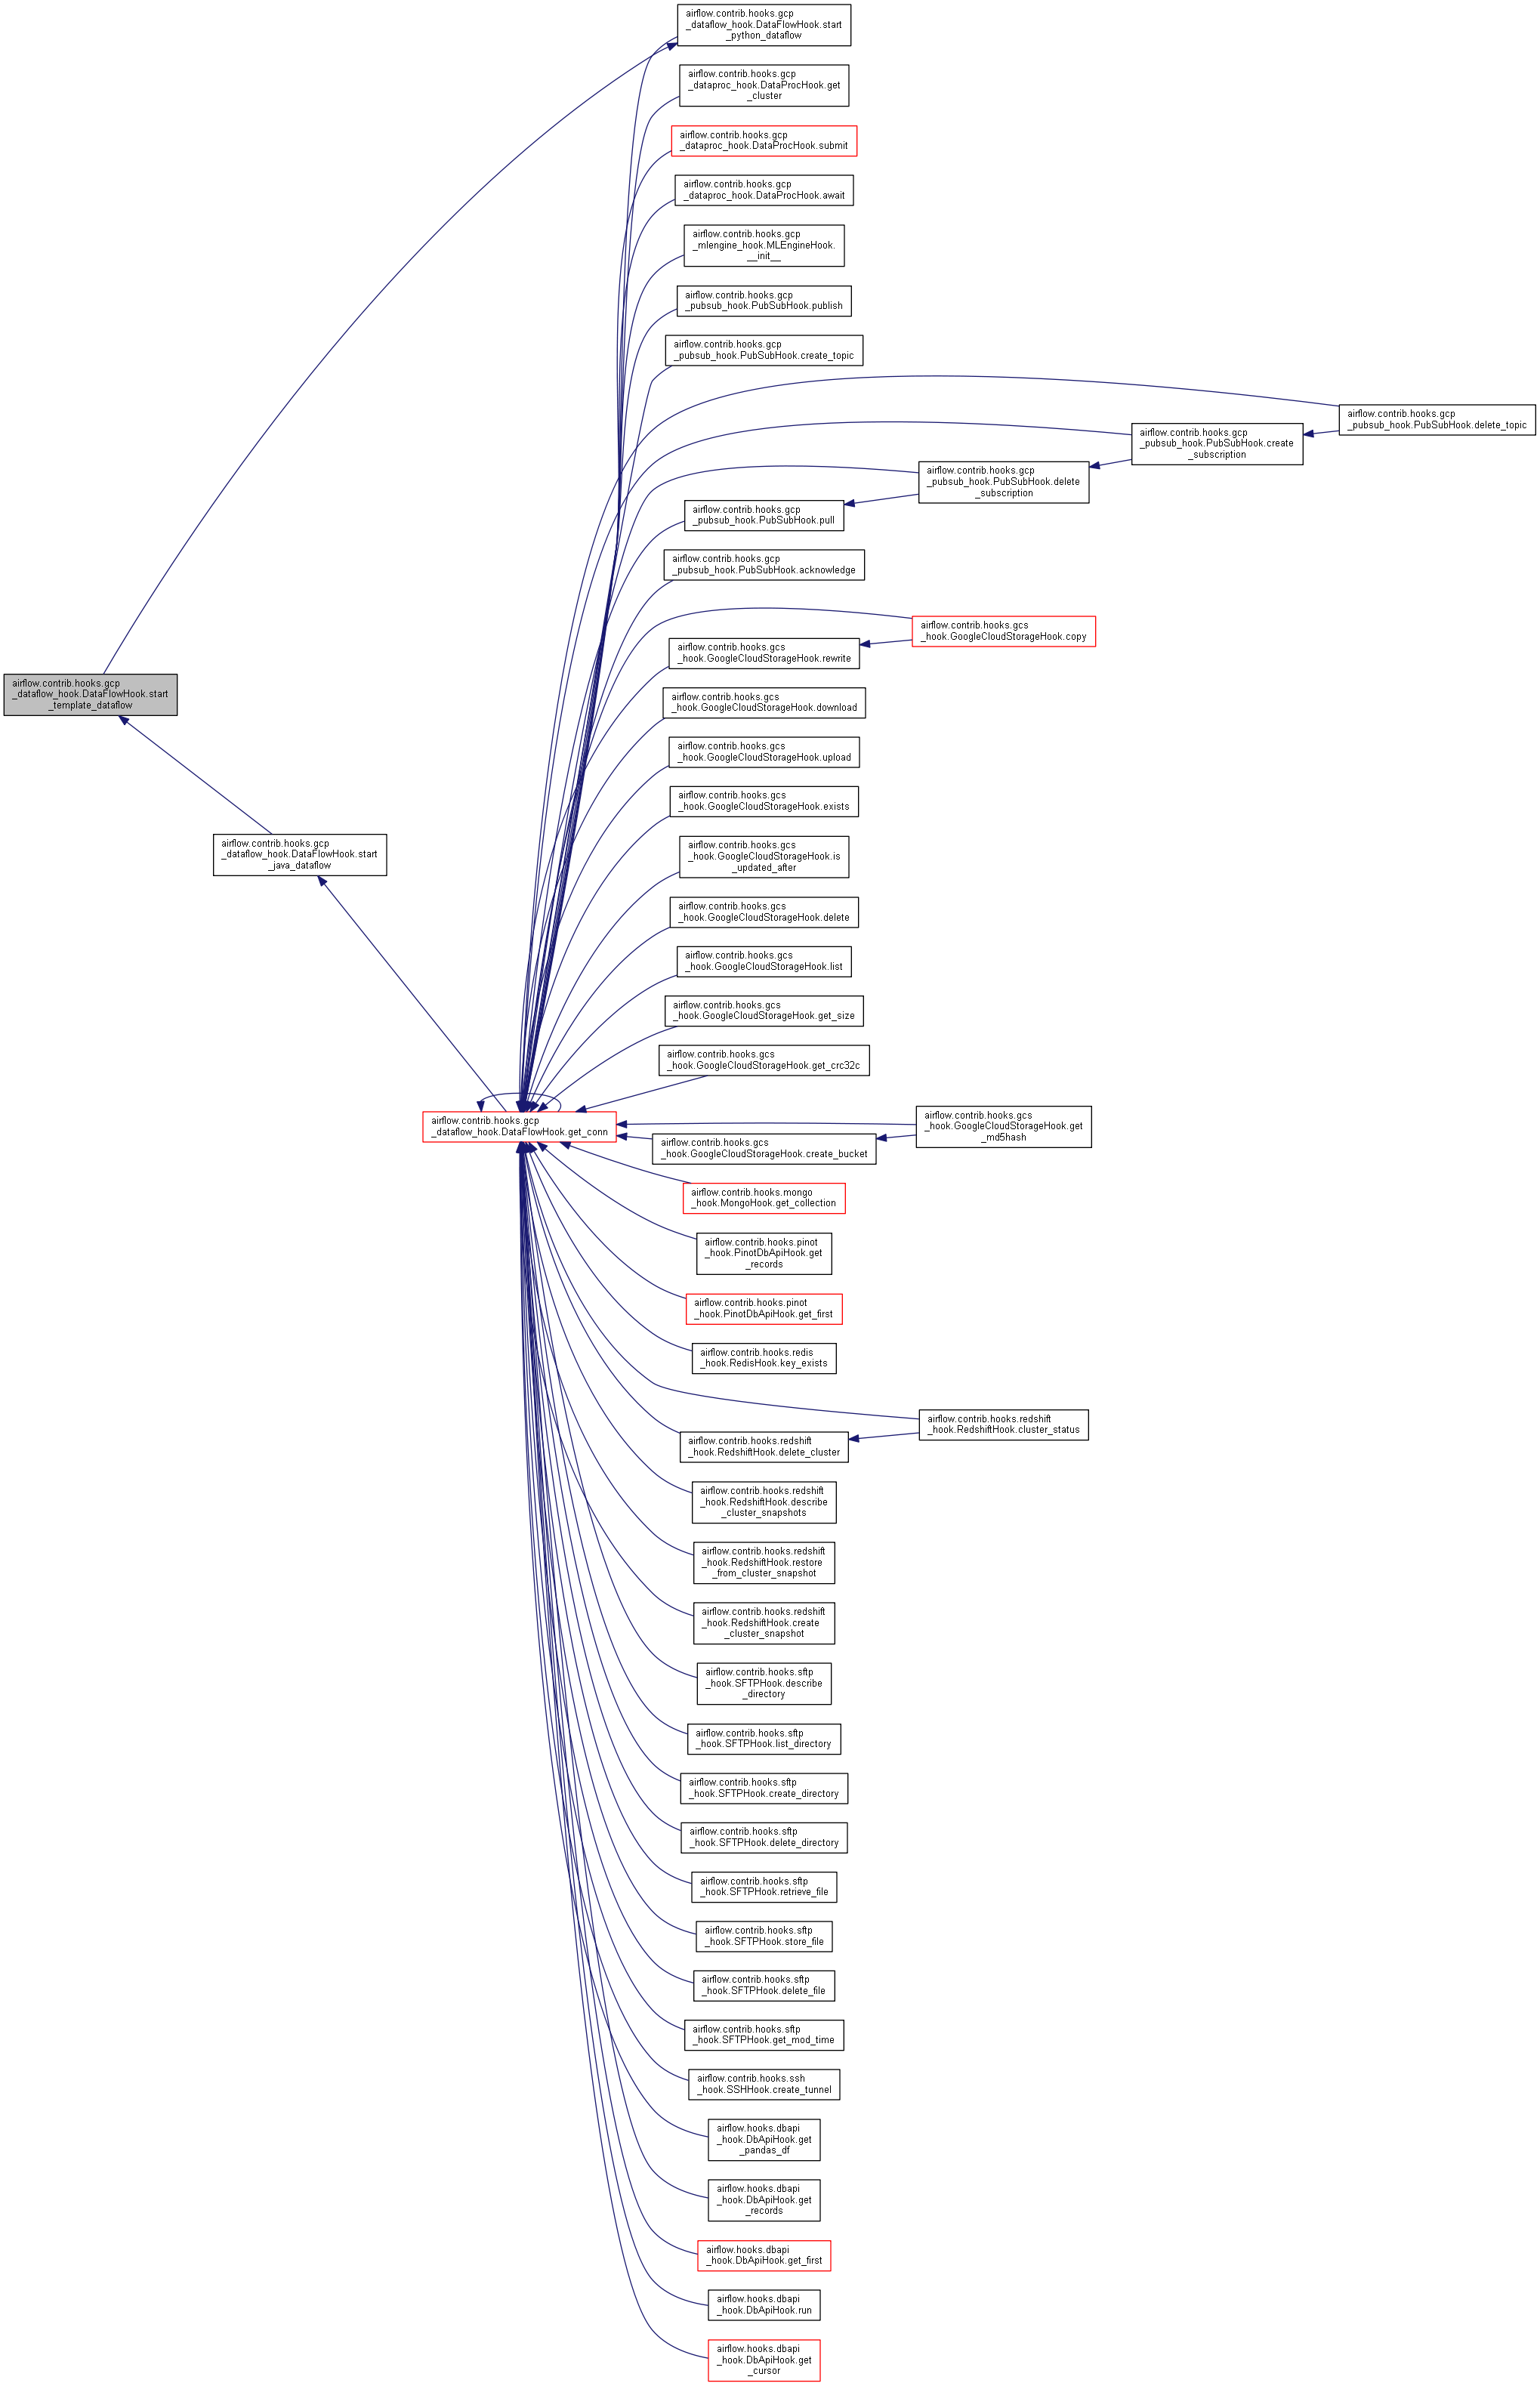 airflow.contrib.hooks.gcp
_dataflow_hook.DataFlowHook.start
_python_dataflow
airflow.contrib.hooks.gcp
_dataproc_hook.DataProcHook.get
_cluster
airflow.contrib.hooks.gcp
_dataproc_hook.DataProcHook.submit
airflow.contrib.hooks.gcp
_dataproc_hook.DataProcHook.await
airflow.contrib.hooks.gcp
_mlengine_hook.MLEngineHook.
__init__
airflow.contrib.hooks.gcp
_pubsub_hook.PubSubHook.publish
airflow.contrib.hooks.gcp
_pubsub_hook.PubSubHook.create_topic
airflow.contrib.hooks.gcp
_pubsub_hook.PubSubHook.delete_topic
airflow.contrib.hooks.gcp
_pubsub_hook.PubSubHook.create
_subscription
airflow.contrib.hooks.gcp
_pubsub_hook.PubSubHook.delete
_subscription
airflow.contrib.hooks.gcp
_pubsub_hook.PubSubHook.pull
airflow.contrib.hooks.gcp
_pubsub_hook.PubSubHook.acknowledge
airflow.contrib.hooks.gcs
_hook.GoogleCloudStorageHook.copy
airflow.contrib.hooks.gcs
_hook.GoogleCloudStorageHook.rewrite
airflow.contrib.hooks.gcp
_dataflow_hook.DataFlowHook.start
_template_dataflow
airflow.contrib.hooks.gcs
_hook.GoogleCloudStorageHook.download
airflow.contrib.hooks.gcs
_hook.GoogleCloudStorageHook.upload
airflow.contrib.hooks.gcs
_hook.GoogleCloudStorageHook.exists
airflow.contrib.hooks.gcp
_dataflow_hook.DataFlowHook.start
_java_dataflow
airflow.contrib.hooks.gcs
_hook.GoogleCloudStorageHook.is
_updated_after
airflow.contrib.hooks.gcs
_hook.GoogleCloudStorageHook.delete
airflow.contrib.hooks.gcs
_hook.GoogleCloudStorageHook.list
airflow.contrib.hooks.gcs
_hook.GoogleCloudStorageHook.get_size
airflow.contrib.hooks.gcs
_hook.GoogleCloudStorageHook.get_crc32c
airflow.contrib.hooks.gcp
_dataflow_hook.DataFlowHook.get_conn
airflow.contrib.hooks.gcs
_hook.GoogleCloudStorageHook.get
_md5hash
airflow.contrib.hooks.gcs
_hook.GoogleCloudStorageHook.create_bucket
airflow.contrib.hooks.mongo
_hook.MongoHook.get_collection
airflow.contrib.hooks.pinot
_hook.PinotDbApiHook.get
_records
airflow.contrib.hooks.pinot
_hook.PinotDbApiHook.get_first
airflow.contrib.hooks.redis
_hook.RedisHook.key_exists
airflow.contrib.hooks.redshift
_hook.RedshiftHook.cluster_status
airflow.contrib.hooks.redshift
_hook.RedshiftHook.delete_cluster
airflow.contrib.hooks.redshift
_hook.RedshiftHook.describe
_cluster_snapshots
airflow.contrib.hooks.redshift
_hook.RedshiftHook.restore
_from_cluster_snapshot
airflow.contrib.hooks.redshift
_hook.RedshiftHook.create
_cluster_snapshot
airflow.contrib.hooks.sftp
_hook.SFTPHook.describe
_directory
airflow.contrib.hooks.sftp
_hook.SFTPHook.list_directory
airflow.contrib.hooks.sftp
_hook.SFTPHook.create_directory
airflow.contrib.hooks.sftp
_hook.SFTPHook.delete_directory
airflow.contrib.hooks.sftp
_hook.SFTPHook.retrieve_file
airflow.contrib.hooks.sftp
_hook.SFTPHook.store_file
airflow.contrib.hooks.sftp
_hook.SFTPHook.delete_file
airflow.contrib.hooks.sftp
_hook.SFTPHook.get_mod_time
airflow.contrib.hooks.ssh
_hook.SSHHook.create_tunnel
airflow.hooks.dbapi
_hook.DbApiHook.get
_pandas_df
airflow.hooks.dbapi
_hook.DbApiHook.get
_records
airflow.hooks.dbapi
_hook.DbApiHook.get_first
airflow.hooks.dbapi
_hook.DbApiHook.run
airflow.hooks.dbapi
_hook.DbApiHook.get
_cursor